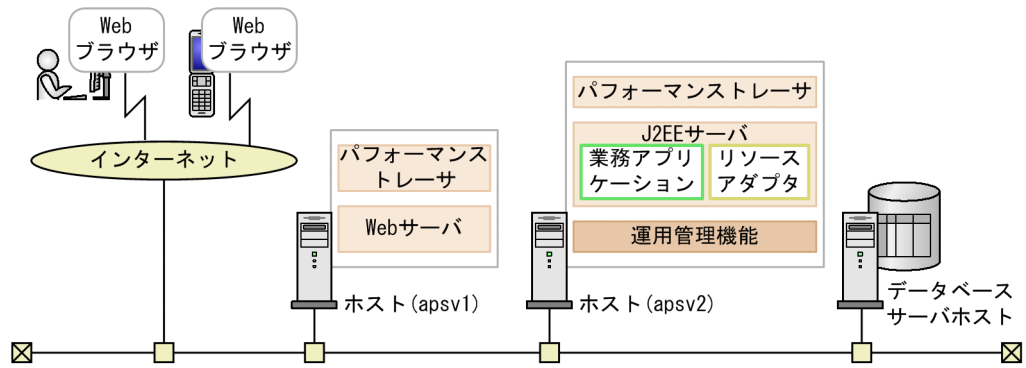 Web
ブラウザ
Web
ブラウザ
インターネット
パフォーマンス
トレーサ
Webサーバ
ホスト(apsv1)
パフォーマンストレーサ
J2EEサーバ
業務アプリ
ケーション
リソース
アダプタ
運用管理機能
ホスト(apsv2)
データベース
サーバホスト